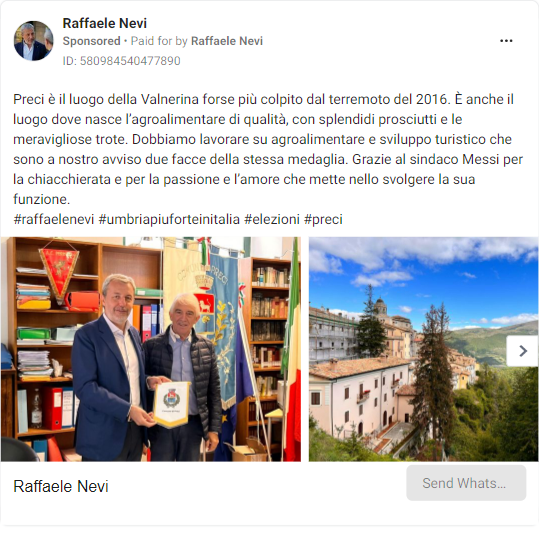 Raffaele Nevi
Sponsored • Paid for by Raffaele Nevi
ID: 580984540477890
Preci è il luogo della Valnerina forse più colpito dal terremoto del 2016. È anche il
luogo dove nasce l’agroalimentare di qualità, con splendidi prosciutti e le
meravigliose trote. Dobbiamo lavorare su agroalimentare e sviluppo turistico che
sono a nostro avviso due facce della stessa medaglia. Grazie al sindaco Messi per
la chiacchierata e per la passione e l’amore che mette nello svolgere la sua
funzione.
#raffaelenevi #umbriapiuforteinitalia #elezioni #preci
Raffaele Nevi
Send Whats...